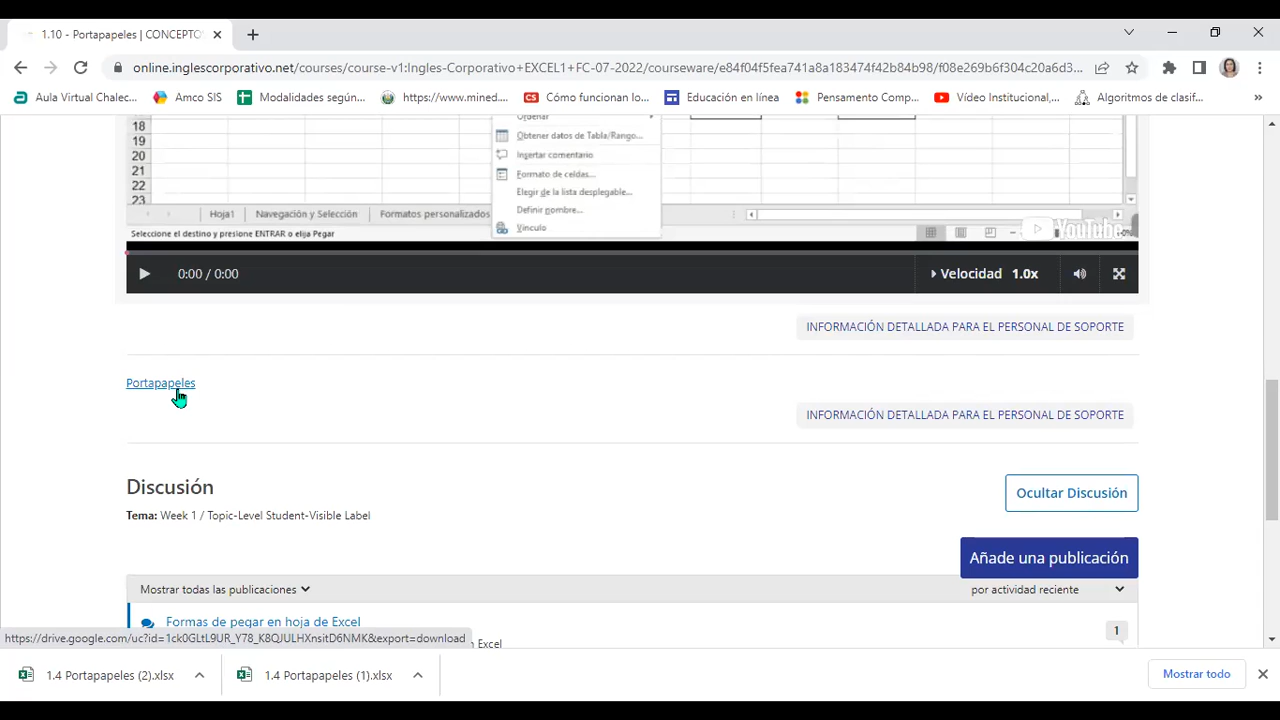 1.10 - Portapapeles | CONCEPTO
online.inglescorporativo.net/courses/course-v1:Ingles-Corporativo+EXCEL1+FC-07-2022/courseware/e84f04f5fea741a8a183474f42b84b98/f08e269b6f304c20a6d3...
Aula Virtual Chalec...
Amco SIS
Modalidades según...
https://www.mined....
Cómo funcionan lo...
Educación en línea
Pensamento Comp...
Vídeo Institucional,...
Algoritmos de clasif...
»
18
19
20
21
22
23
Ordenar
Obtener datos de Tabla/Rango...
Insertar comentario
Formato de celdas...
Elegir de la lista desplegable...
Definir nombre...
Vínculo
Hoja1
Navegación y Selección
Formatos personalizados
Seleccione el destino y presione ENTRAR o elija Pegar
YouTube
0:00 / 0:00
Velocidad 1.0x
INFORMACIÓN DETALLADA PARA EL PERSONAL DE SOPORTE
Portapapeles
INFORMACIÓN DETALLADA PARA EL PERSONAL DE SOPORTE
Discusión
Ocultar Discusión
Tema: Week 1 / Topic-Level Student-Visible Label
Añade una publicación
Mostrar todas las publicaciones
por actividad reciente
Formas de pegar en hoja de Excel
1
n Excel
https://drive.google.com/uc?id=1ck0GLtL9UR_Y78_K8QJULHXnsitD6NMK&export=download
1.4 Portapapeles (2).xlsx
1.4 Portapapeles (1).xlsx
Mostrar todo